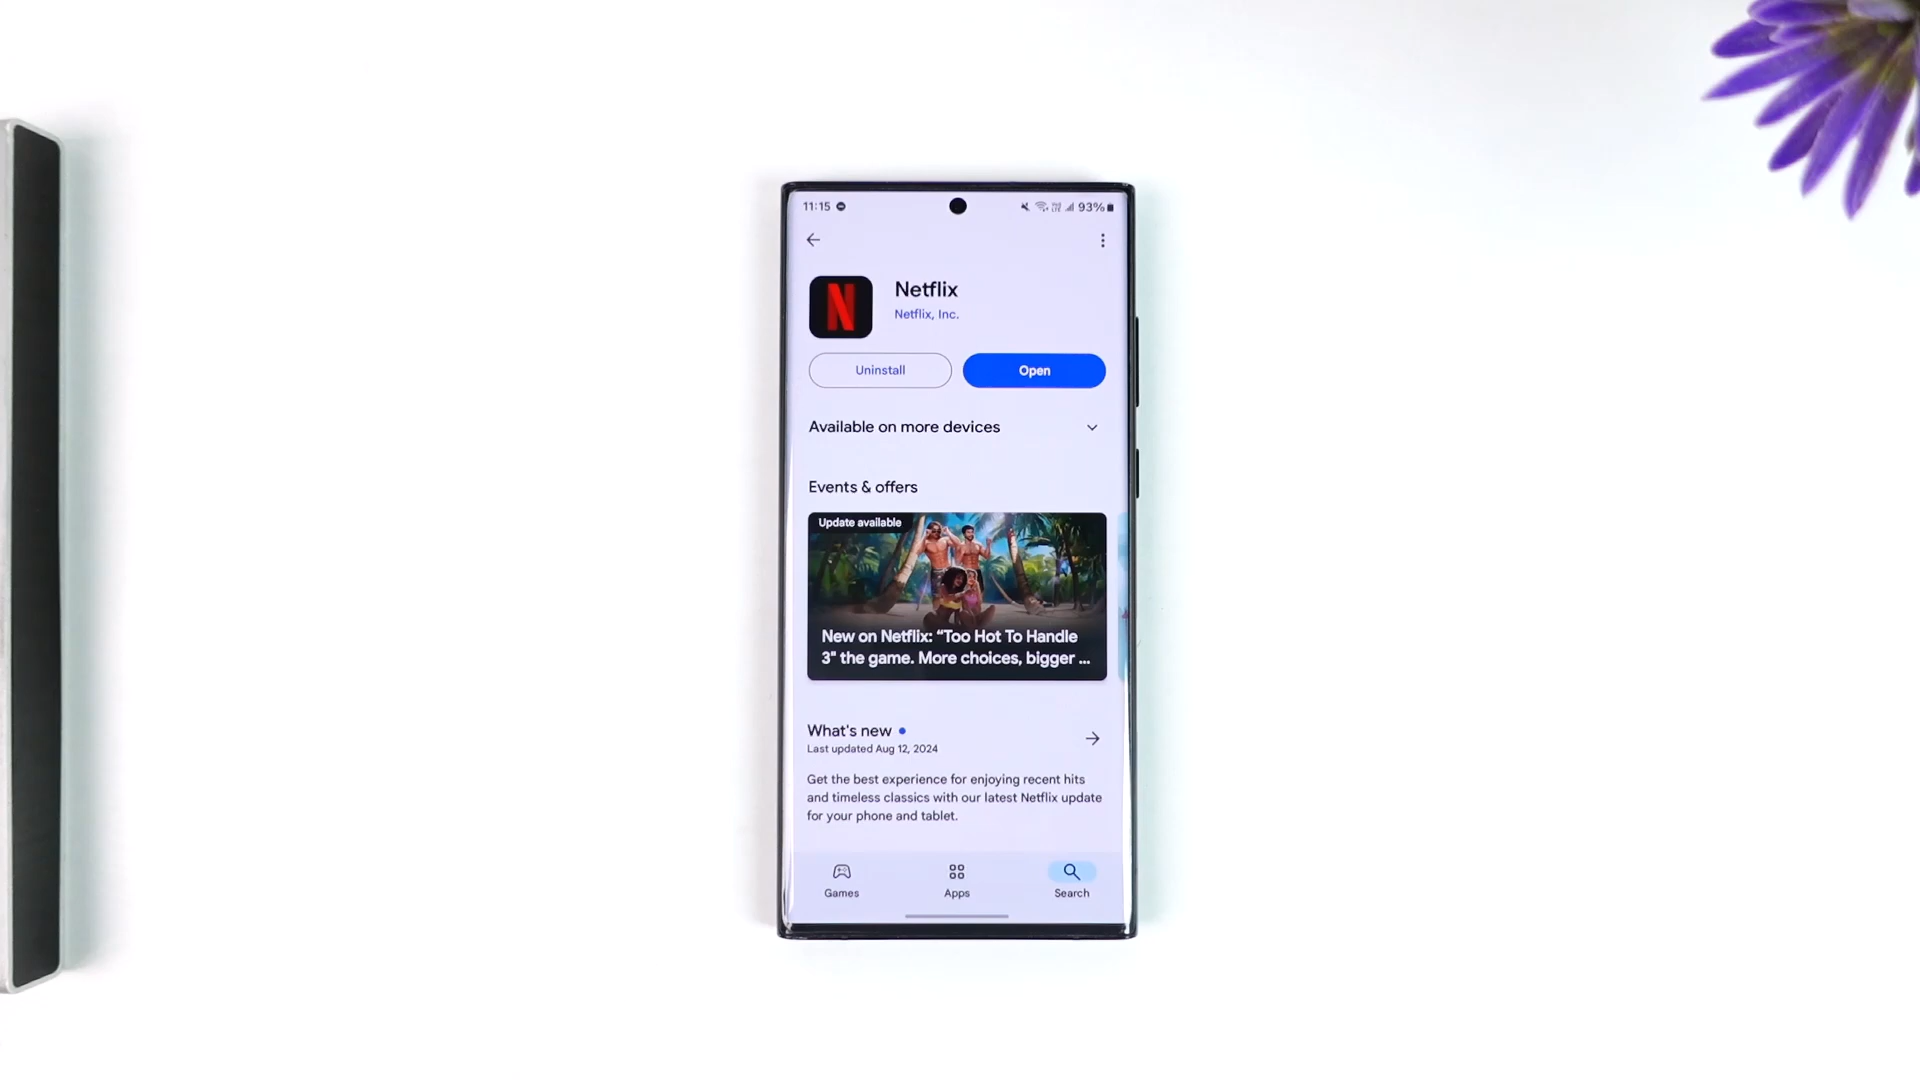 11:15
93%
N
Netflix
Netflix, Inc.
Uninstall
Open
Available on more devices
Events & offers
Update available
New on Netflix: “Too Hot To Handle
3" the game. More choices, bigger ...
What's new
Last updated Aug 12, 2024
Get the best experience for enjoying recent hits
and timeless classics with our latest Netflix update
for your phone and tablet.
Games
Apps
Search